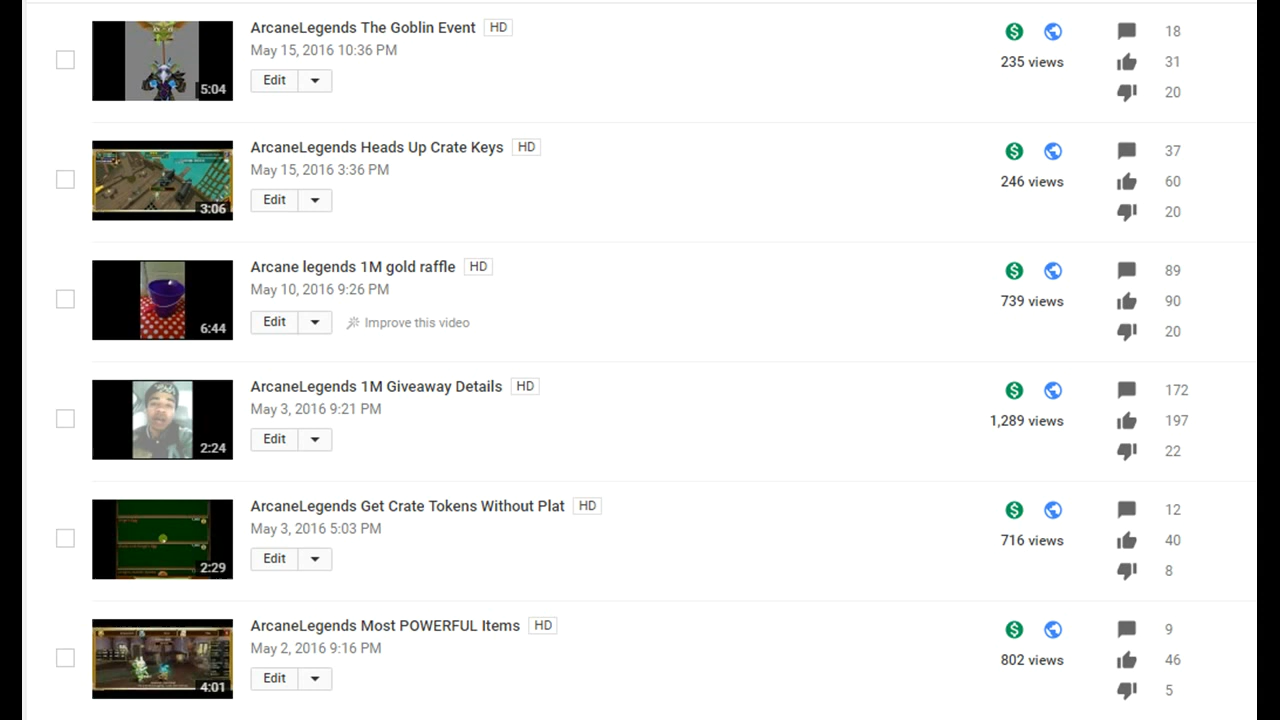 ArcaneLegends The Goblin Event HD
May 15, 2016 10:36 PM
Edit
5:04
235 views
18
31
20
ArcaneLegends Heads Up Crate Keys HD
May 15, 2016 3:36 PM
Edit
3:06
246 views
37
60
20
Arcane legends 1M gold raffle HD
May 10, 2016 9:26 PM
Edit Improve this video
6:44
739 views
89
90
20
ArcaneLegends 1M Giveaway Details HD
May 3, 2016 9:21 PM
Edit
2:24
1,289 views
172
197
22
ArcaneLegends Get Crate Tokens Without Plat HD
May 3, 2016 5:03 PM
Edit
2:29
716 views
12
40
8
ArcaneLegends Most POWERFUL Items HD
May 2, 2016 9:16 PM
Edit
4:01
802 views
9
46
5